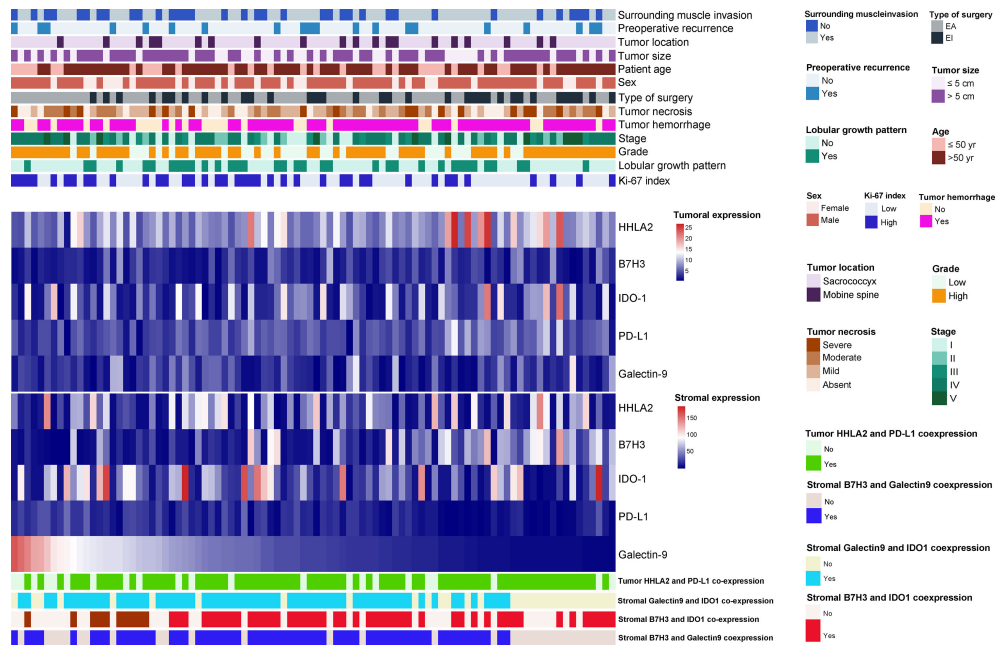 Surrounding muscle invasion
Preoperative recurrence
Tumor location
Tumor size
Patient age
Sex
Type of surgery
Tumor necrosis
Tumor hemorrhage
Stage
Grade
Lobular growth pattern
Ki-67 index
HHLA2
B7H3
IDO-1
PD-L1
Galectin-9
HHLA2
B7H3
IDO-1
PD-L1
Galectin-9
Tumor HHLA2 and PD-L1 co-expression
Stromal Galectin9 and IDO1 co-expression
Stromal B7H3 and IDO1 co-expression
Stromal B7H3 and Galectin9 coexpression
Tumoral expression
25
20
15
10
5
Stromal expression
150
100
50
Surrounding muscleinvasion
No
Yes
Type of surgery
EA
EI
Preoperative recurrence
No
Yes
Tumor size
≤ 5 cm
> 5 cm
Lobular growth pattern
No
Yes
Age
≤ 50 yr
>50 yr
Sex
Female
Male
Ki-67 index
Low
High
Tumor hemorrhage
No
Yes
Tumor location
Sacrococcyx
Mobine spine
Grade
Low
High
Tumor necrosis
Severe
Moderate
Mild
Absent
Stage
I
II
III
IV
V
Tumor HHLA2 and PD-L1 coexpression
No
Yes
Stromal B7H3 and Galectin9 coexpression
No
Yes
Stromal Galectin9 and IDO1 coexpression
No
Yes
Stromal B7H3 and IDO1 coexpression
No
Yes